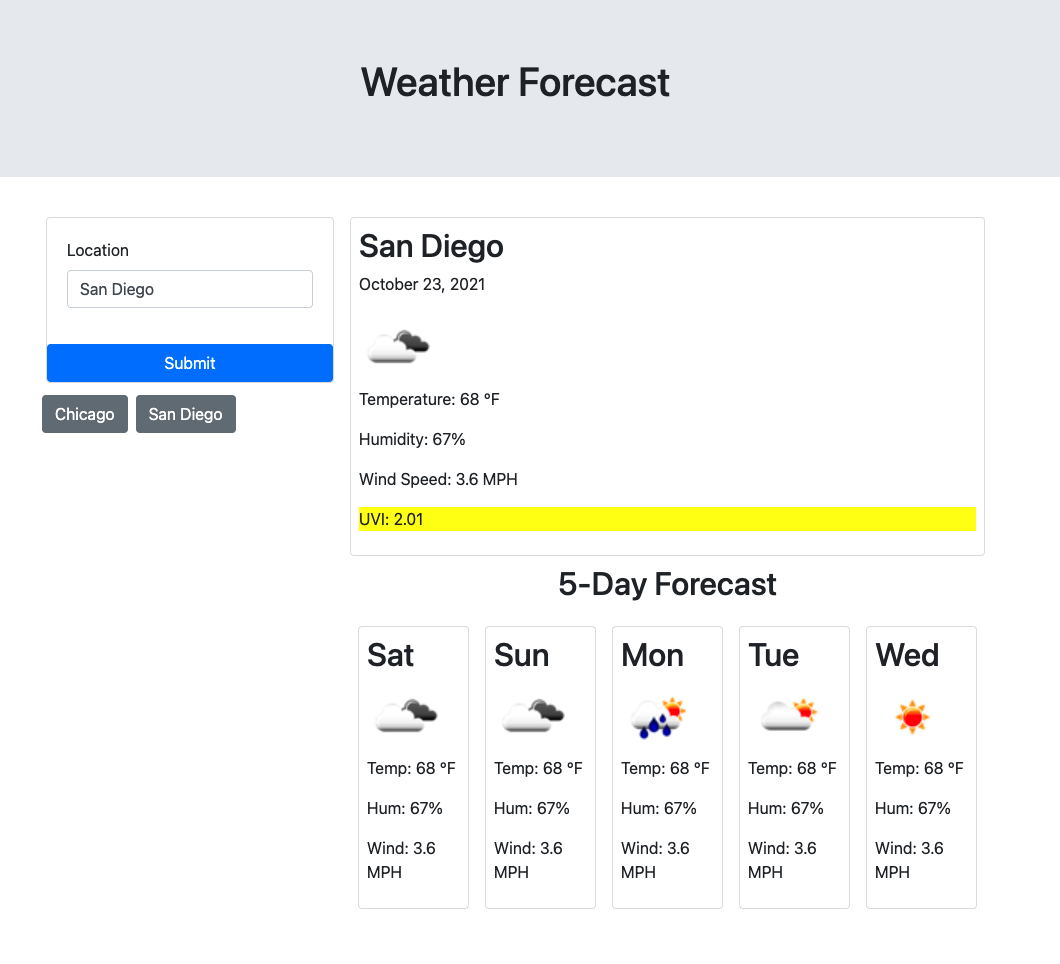 Weather Forecast
Location
San Diego
Submit
Chicago
San Diego
San Diego
October 23, 2021
Temperature: 68 °F
Humidity: 67%
Wind Speed: 3.6 MPH
UVI: 2.01
5-Day Forecast
Sat
Temp: 68 °F
Hum: 67%
Wind: 3.6
MPH
Sun
Temp: 68 °F
Hum: 67%
Wind: 3.6
MPH
Mon
Temp: 68 °F
Hum: 67%
Wind: 3.6
MPH
Tue
Temp: 68 °F
Hum: 67%
Wind: 3.6
MPH
Wed
Temp: 68 °F
Hum: 67%
Wind: 3.6
MPH